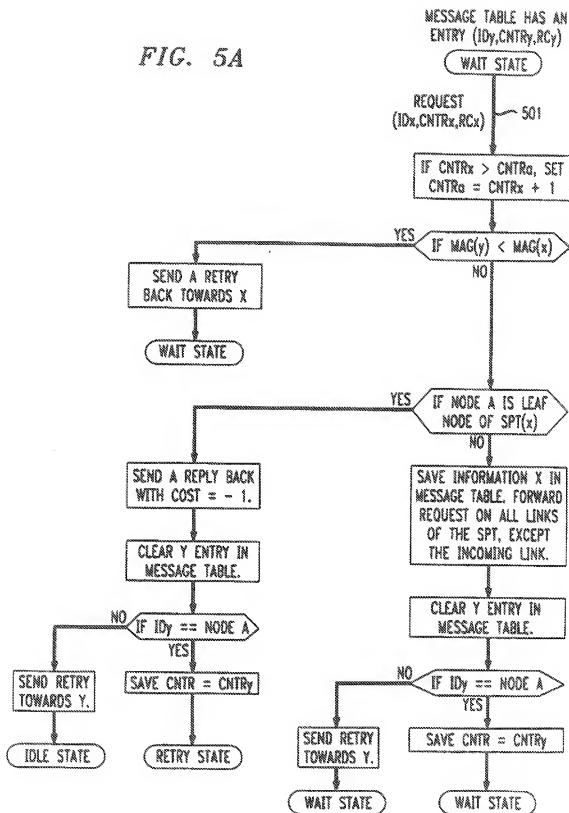 FIG. 5A
MESSAGE TABLE HAS AN
ENTRY (IDy,CNTRy,RCy)
WAIT STATE
REQUEST
(IDx,CNTRx,RCx)
501
IF CNTRx > CNTRa, SET
CNTRa = CNTRx + 1
IF MAG(y) < MAG(x)
YES
NO
SEND A RETRY
BACK TOWARDS X
WAIT STATE
IF NODE A IS LEAF
NODE OF SPT(x)
YES
NO
SEND A REPLY BACK
WITH COST = - 1.
CLEAR Y ENTRY IN
MESSAGE TABLE.
IF IDy == NODE A
NO
YES
SEND RETRY
TOWARDS Y.
SAVE CNTR = CNTRy
IDLE STATE
RETRY STATE
SAVE INFORMATION X IN
MESSAGE TABLE. FORWARD
REQUEST ON ALL LINKS
OF THE SPT, EXCEPT
THE INCOMING LINK.
CLEAR Y ENTRY IN
MESSAGE TABLE.
IF IDy == NODE A
NO
YES
SEND RETRY
TOWARDS Y.
SAVE CNTR = CNTRy
WAIT STATE
WAIT STATE